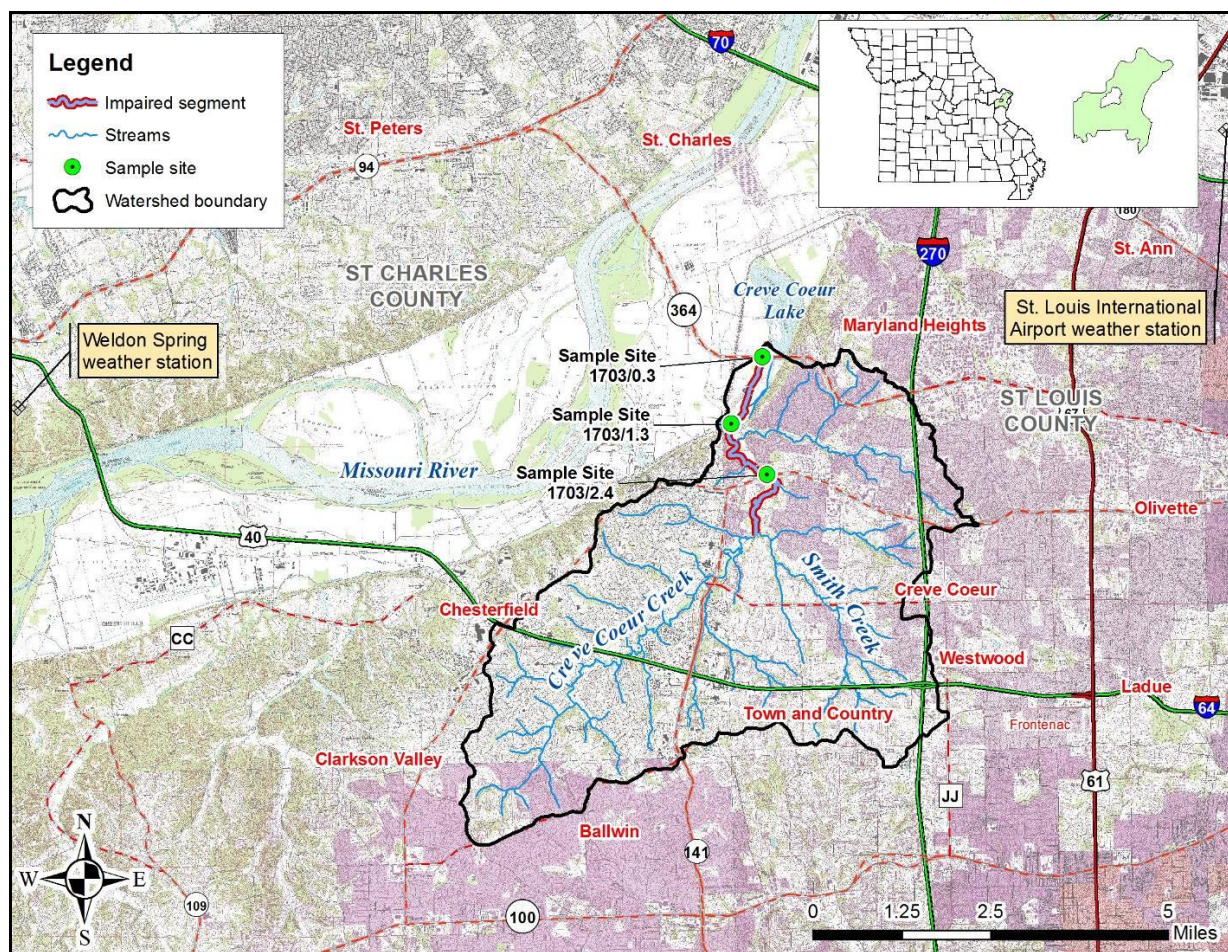 Legend
Impaired segment
Streams
Sample site
Watershed boundary
70
St. Peters
St. Charles
94
180
St. Ann
270
ST CHARLES
COUNTY
Creve Coeur
Lake
364
Maryland Heights
St. Louis International
Airport weather station
Weldon Spring
weather station
Sample Site
1703/0.3
ST LOUIS
COUNTY
67
Sample Site
1703/1.3
Missouri River
Sample Site
1703/2.4
Olivette
40
Smith Creek
Creve Coeur
Chesterfield
CC
Creve Coeur Creek
Westwood
Ladue
64
Town and Country
Frontenac
Clarkson Valley
61
JJ
Ballwin
141
N
W
E
S
109
100
0
1.25
2.5
5
Miles